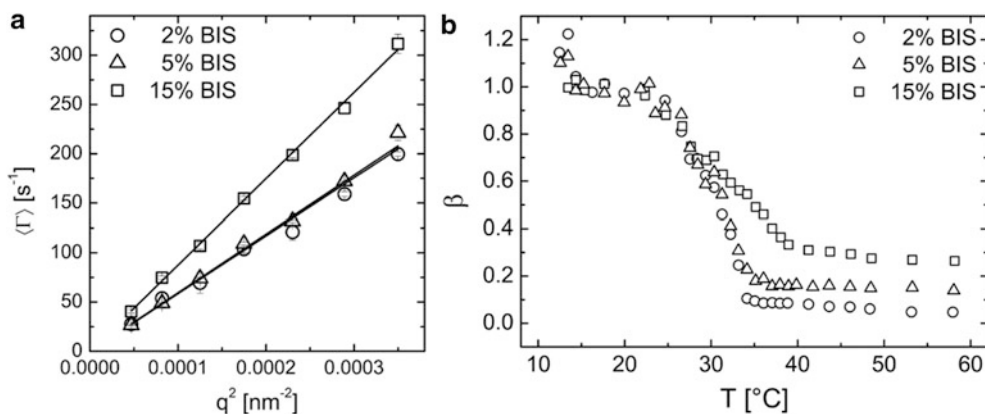 a
2% BIS
5% BIS
15% BIS
300
250
200
150
100
50
0
⟨Γ⟩ [s⁻¹]
0.0000 0.0001 0.0002 0.0003
q² [nm⁻²]
b
2% BIS
5% BIS
15% BIS
1.2
1.0
0.8
0.6
0.4
0.2
0.0
β
10 20 30 40 50 60
T [°C]